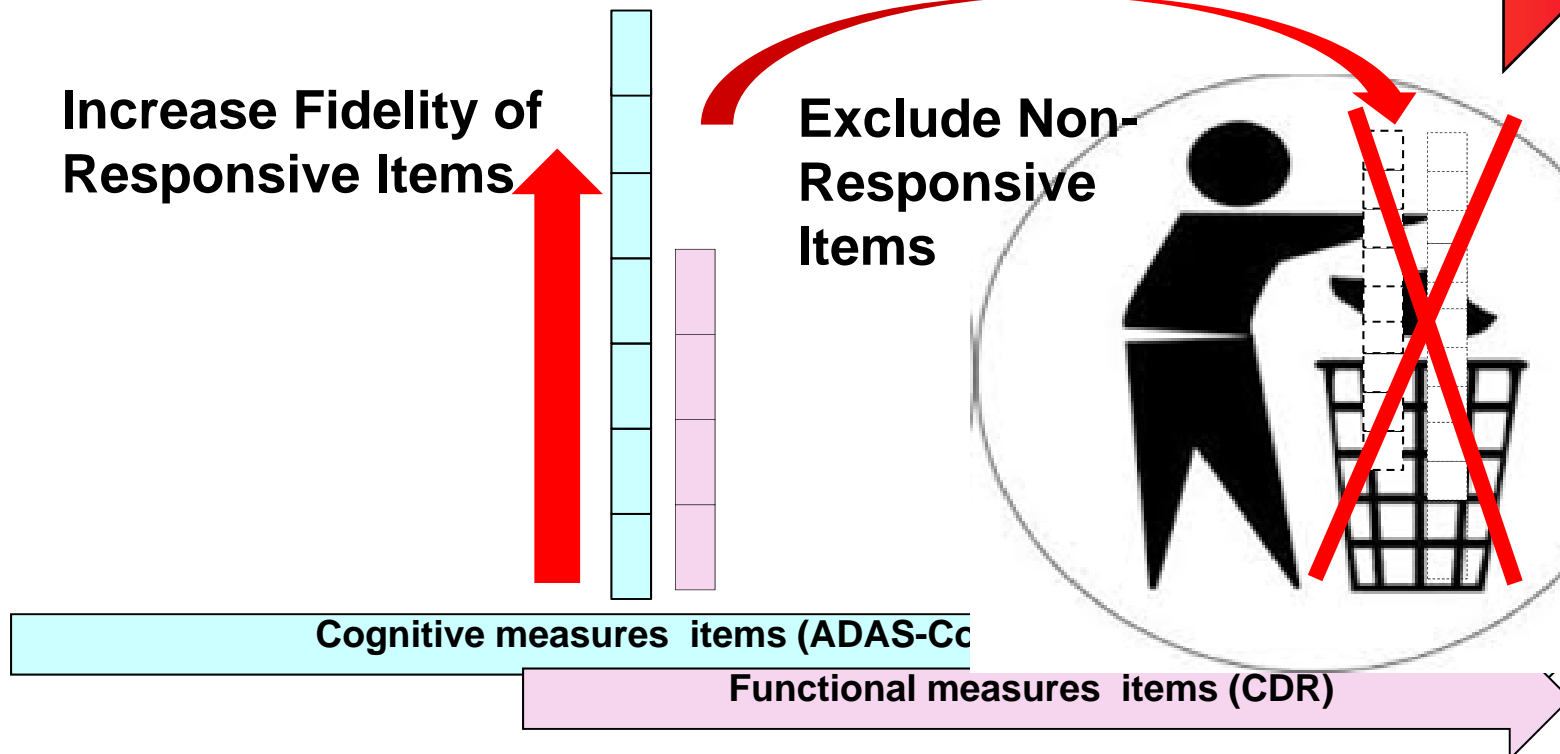 Increase Fidelity of
Responsive Items
Exclude Non-
Responsive
Items
Cognitive measures items (ADAS-Co
Functional measures items (CDR)